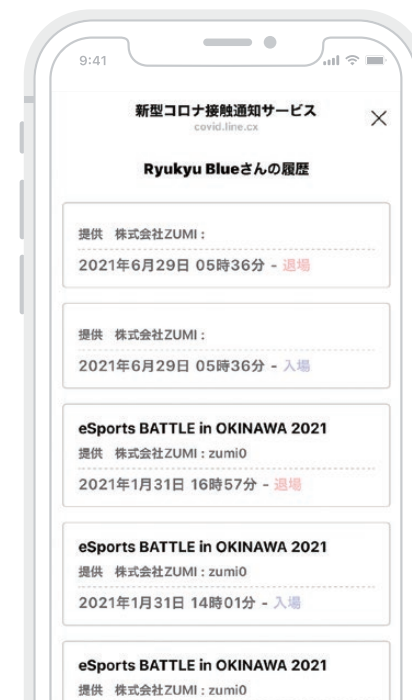 9:41
新型コロナ接触通知サービス
covid.line.cx
Ryukyu Blueさんの履歴
提供 株式会社ZUMI :
2021年6月29日 05時36分 - 退場
提供 株式会社ZUMI :
2021年6月29日 05時36分 - 入場
eSports BATTLE in OKINAWA 2021
提供 株式会社ZUMI : zumi0
2021年1月31日 16時57分 - 退場
eSports BATTLE in OKINAWA 2021
提供 株式会社ZUMI : zumi0
2021年1月31日 14時01分 - 入場
eSports BATTLE in OKINAWA 2021
提供 株式会社ZUMI : zumi0